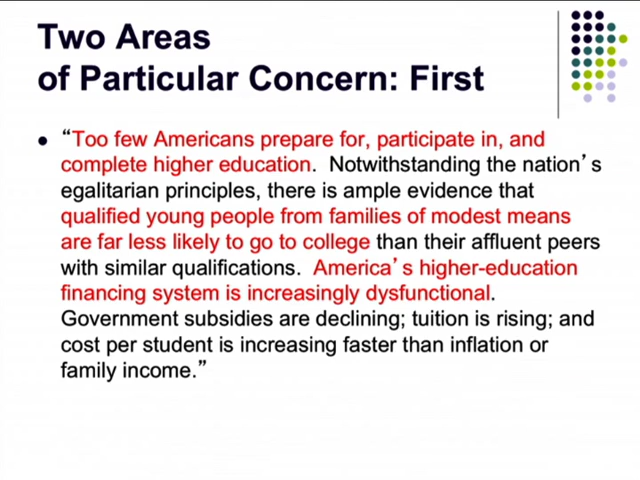 Two Areas
of Particular Concern: First
● “Too few Americans prepare for, participate in, and
complete higher education.  Notwithstanding the nation’s
egalitarian principles, there is ample evidence that
qualified young people from families of modest means
are far less likely to go to college than their affluent peers
with similar qualifications.  America’s higher-education
financing system is increasingly dysfunctional.
Government subsidies are declining; tuition is rising; and
cost per student is increasing faster than inflation or
family income.”